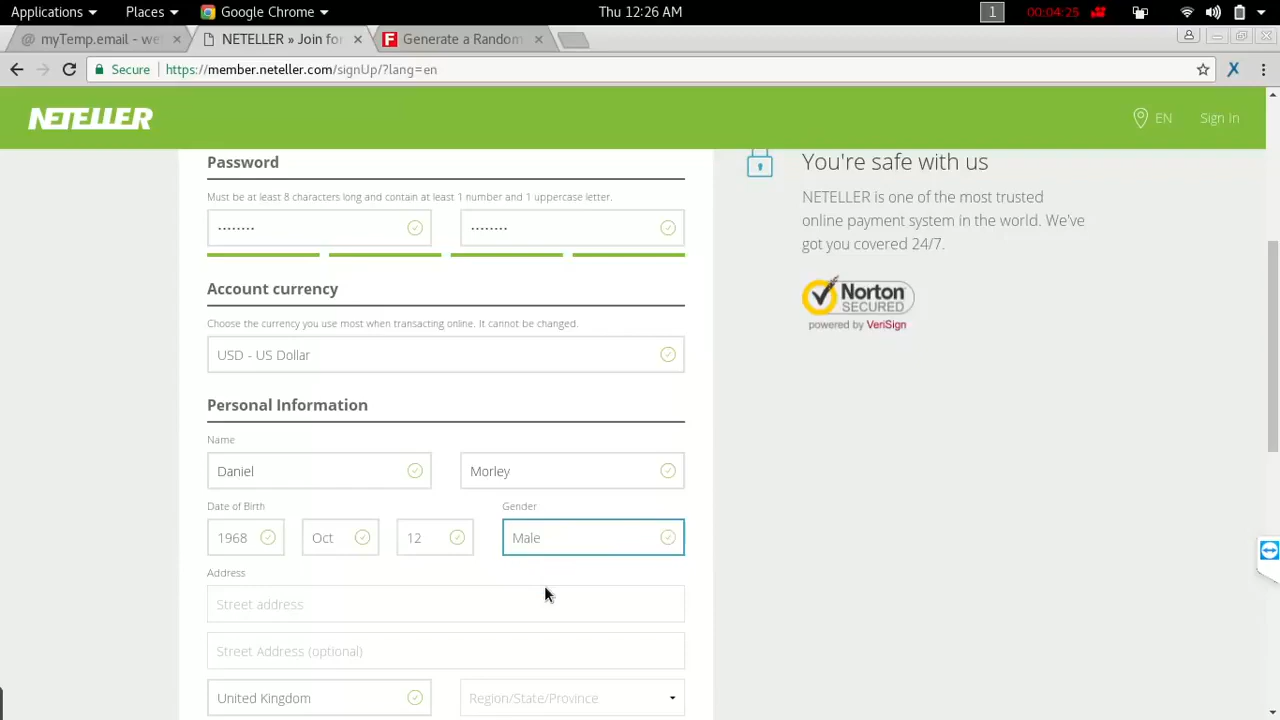 Applications Places Google Chrome Thu 12:26 AM 1 00:04:25
@ myTemp.email - we NETELLER » Join fo Generate a Random
Secure https://member.neteller.com/signUp/?lang=en
NETELLER EN Sign In
Password
Must be at least 8 characters long and contain at least 1 number and 1 uppercase letter.
•••••••• ••••••••
Account currency
Choose the currency you use most when transacting online. It cannot be changed.
USD - US Dollar
Personal Information
Name
Daniel Morley
Date of Birth Gender
1968 Oct 12 Male
Address
Street address
Street Address (optional)
United Kingdom Region/State/Province
You're safe with us
NETELLER is one of the most trusted
online payment system in the world. We've
got you covered 24/7.
Norton
SECURED
powered by VeriSign